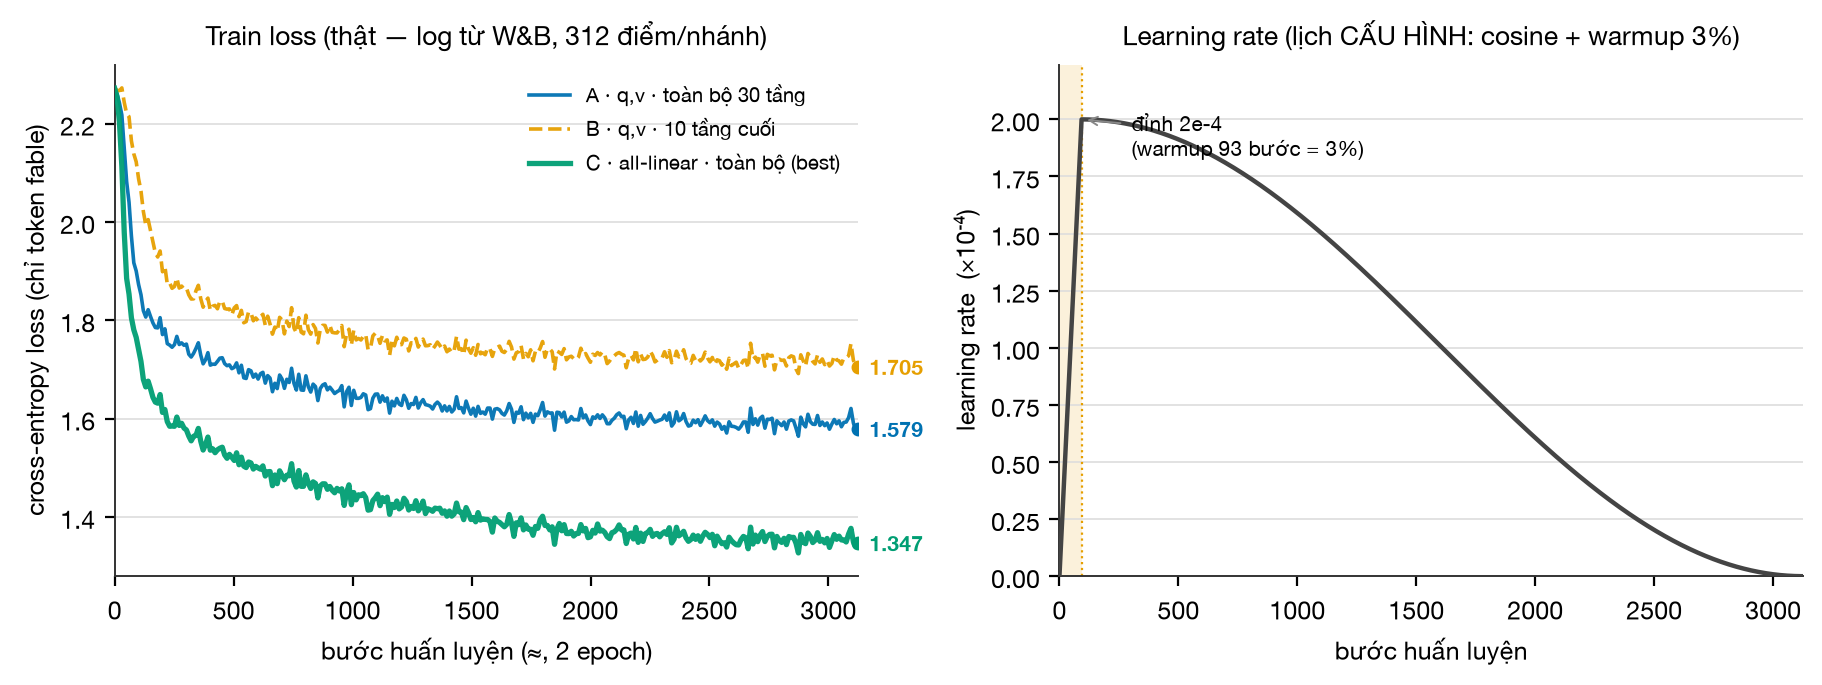 Train loss (thật — log từ W&B, 312 điểm/nhánh)
cross-entropy loss (chỉ token fable)
2.2
2.0
1.8
1.6
1.4
A · q,v · toàn bộ 30 tầng
B · q,v · 10 tầng cuối
C · all-linear · toàn bộ (best)
1.705
1.579
1.347
0 500 1000 1500 2000 2500 3000
bước huấn luyện (≈, 2 epoch)
Learning rate (lịch CẤU HÌNH: cosine + warmup 3%)
learning rate (×10⁻⁴)
2.00
1.75
1.50
1.25
1.00
0.75
0.50
0.25
0.00
đỉnh 2e-4
(warmup 93 bước = 3%)
0 500 1000 1500 2000 2500 3000
bước huấn luyện